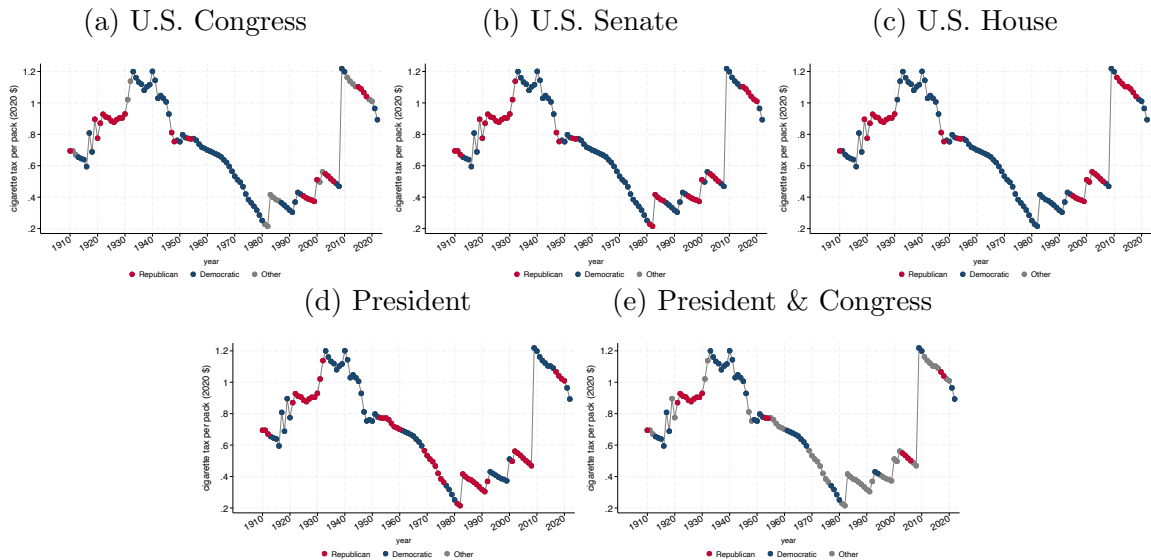 (a) U.S. Congress
cigarette tax per pack (2020 $)
1.2
1
.8
.6
.4
.2
1910 1920 1930 1940 1950 1960 1970 1980 1990 2000 2010 2020
year
Republican Democratic Other
(b) U.S. Senate
cigarette tax per pack (2020 $)
1.2
1
.8
.6
.4
.2
1910 1920 1930 1940 1950 1960 1970 1980 1990 2000 2010 2020
year
Republican Democratic Other
(c) U.S. House
cigarette tax per pack (2020 $)
1.2
1
.8
.6
.4
.2
1910 1920 1930 1940 1950 1960 1970 1980 1990 2000 2010 2020
year
Republican Democratic Other
(d) President
cigarette tax per pack (2020 $)
1.2
1
.8
.6
.4
.2
1910 1920 1930 1940 1950 1960 1970 1980 1990 2000 2010 2020
year
Republican Democratic Other
(e) President & Congress
cigarette tax per pack (2020 $)
1.2
1
.8
.6
.4
.2
1910 1920 1930 1940 1950 1960 1970 1980 1990 2000 2010 2020
year
Republican Democratic Other